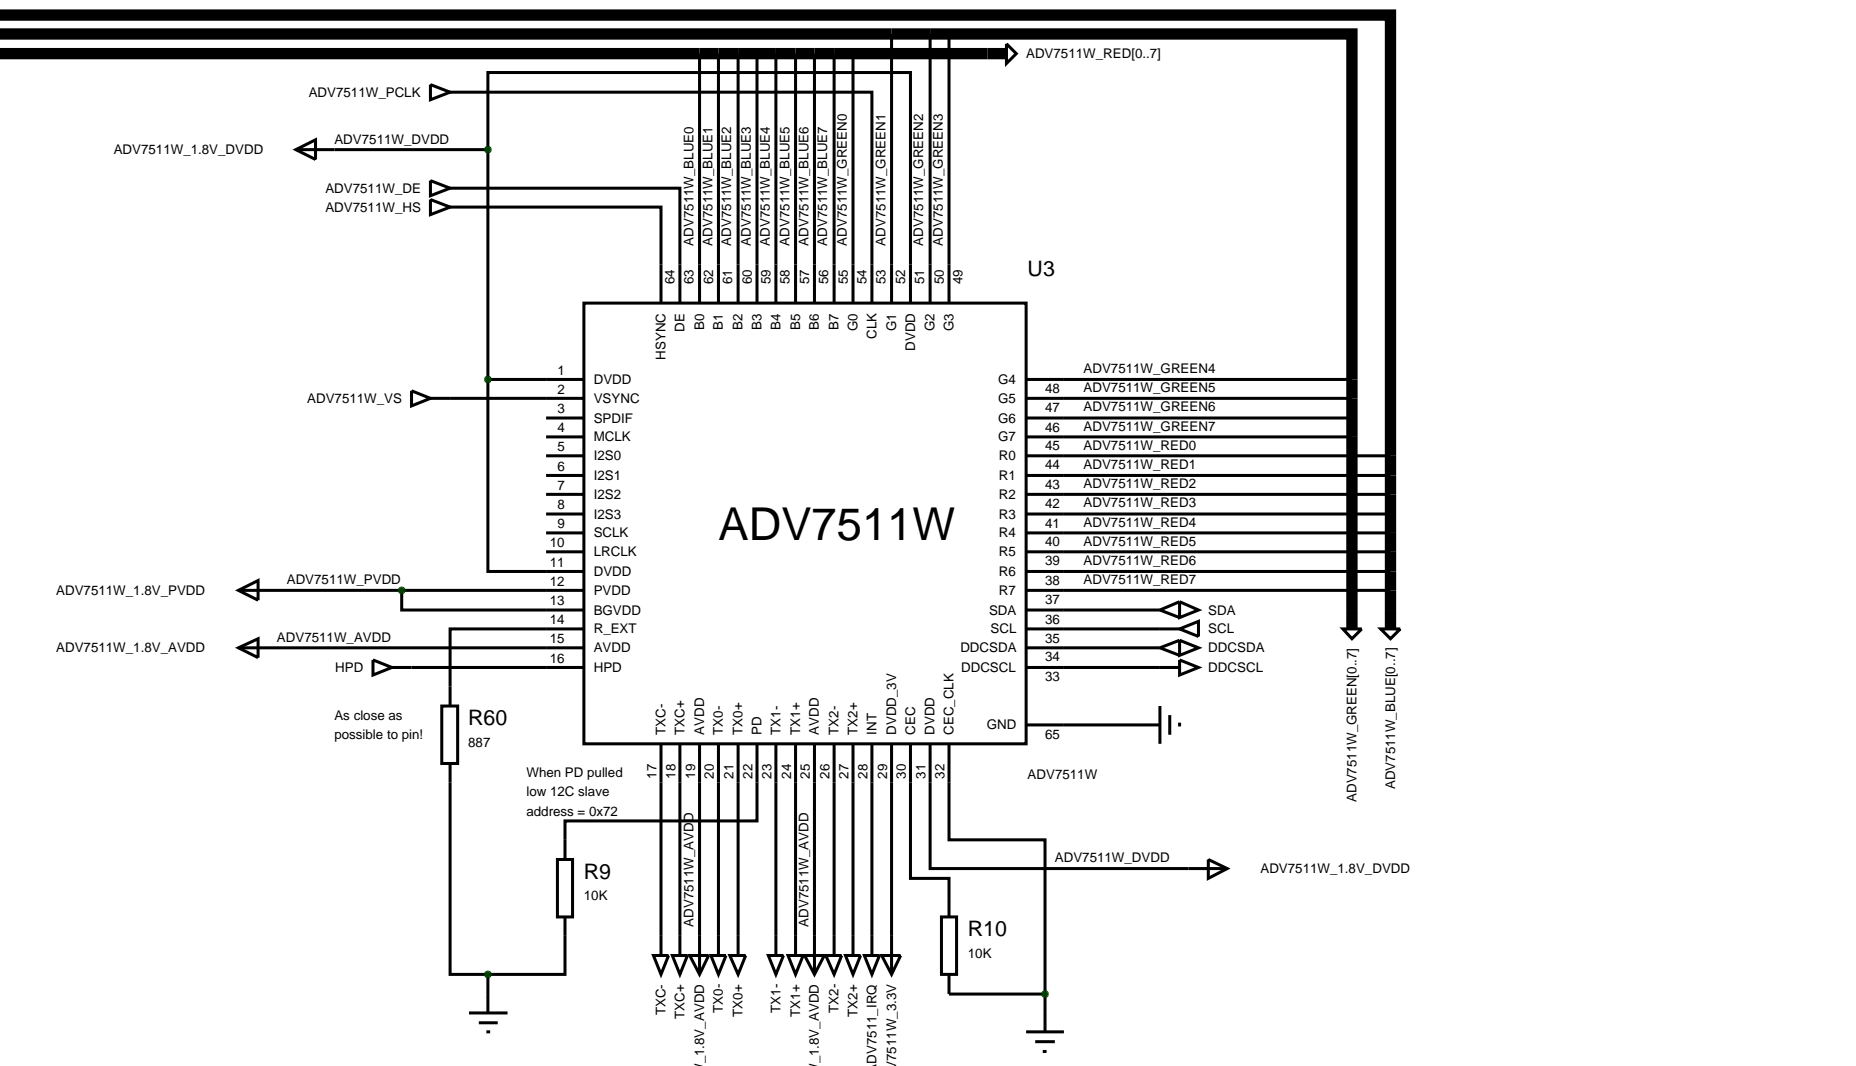 ADV7511W_RED[0..7]
ADV7511W_PCLK
ADV7511W_DVDD
ADV7511W_1.8V_DVDD
ADV7511W_DE
ADV7511W_HS
ADV7511W_BLUE0
ADV7511W_BLUE1
ADV7511W_BLUE2
ADV7511W_BLUE3
ADV7511W_BLUE4
ADV7511W_BLUE5
ADV7511W_BLUE6
ADV7511W_BLUE7
ADV7511W_GREEN0
ADV7511W_GREEN1
ADV7511W_GREEN2
ADV7511W_GREEN3
64 63 62 61 60 59 58 57 56 55 54 53 52 51 50 49
U3
HSYNC DE B0 B1 B2 B3 B4 B5 B6 B7 G0 CLK G1 DVDD G2 G3
1 DVDD
ADV7511W_VS 2 VSYNC
3 SPDIF
4 MCLK
5 I2S0
6 I2S1
7 I2S2
8 I2S3
9 SCLK
10 LRCLK
11 DVDD
ADV7511W_1.8V_PVDD ADV7511W_PVDD 12 PVDD
13 BGVDD
14 R_EXT
ADV7511W_1.8V_AVDD ADV7511W_AVDD 15 AVDD
HPD 16 HPD
ADV7511W
G4 48 ADV7511W_GREEN4
G5 47 ADV7511W_GREEN5
G6 46 ADV7511W_GREEN6
G7 45 ADV7511W_GREEN7
R0 44 ADV7511W_RED0
R1 43 ADV7511W_RED1
R2 42 ADV7511W_RED2
R3 41 ADV7511W_RED3
R4 40 ADV7511W_RED4
R5 39 ADV7511W_RED5
R6 38 ADV7511W_RED6
R7 37 ADV7511W_RED7
SDA 36 SDA
SCL 35 SCL
DDCSDA 34 DDCSDA
DDCSCL 33 DDCSCL
GND 65
ADV7511W_GREEN[0..7]
ADV7511W_BLUE[0..7]
TXC- TXC+ AVDD TX0- TX0+ PD TX1- TX1+ AVDD TX2- TX2+ INT DVDD_3V CEC DVDD CEC_CLK
17 18 19 20 21 22 23 24 25 26 27 28 29 30 31 32
ADV7511W
As close as
possible to pin!
R60
887
When PD pulled
low 12C slave
address = 0x72
R9
10K
ADV7511W_AVDD
ADV7511W_AVDD
ADV7511W_DVDD
ADV7511W_1.8V_DVDD
R10
10K
TXC-
TXC+
_1.8V_AVDD
TX0-
TX0+
TX1-
TX1+
_1.8V_AVDD
TX2-
TX2+
ADV7511_IRQ
7511W_3.3V